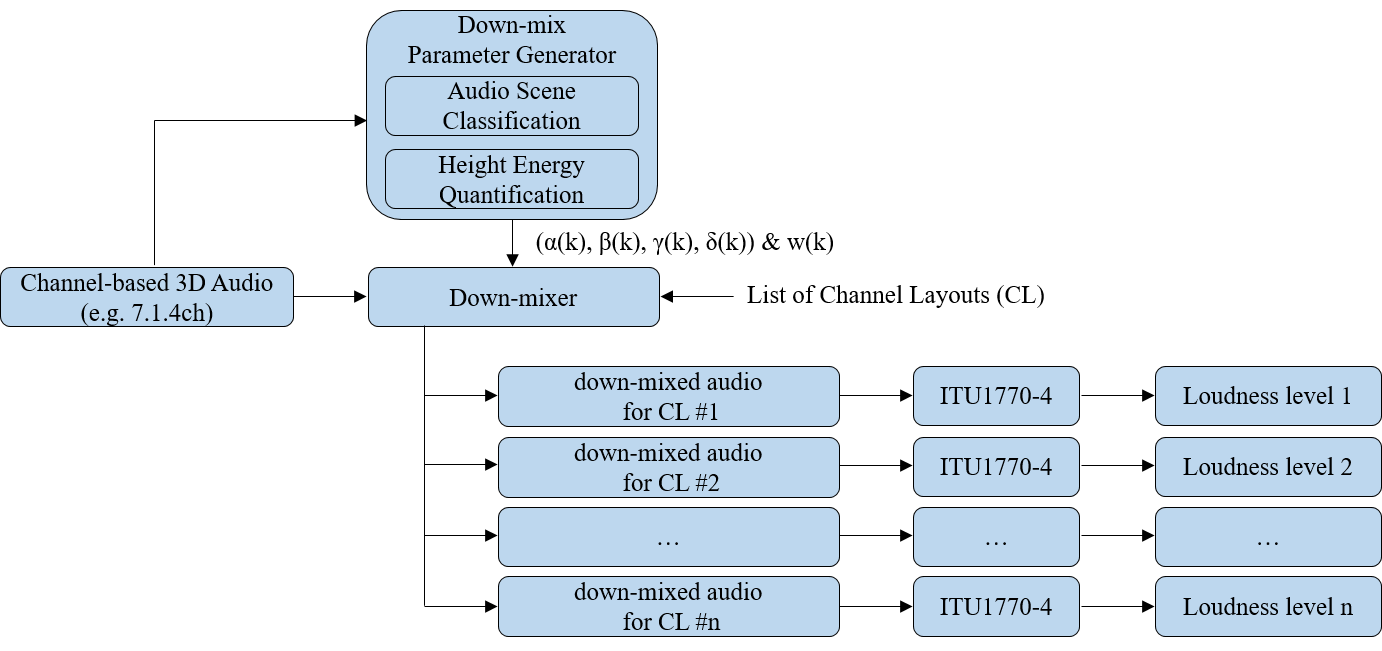 Down-mix
Parameter Generator
Audio Scene
Classification
Height Energy
Quantification
(α(k), β(k), γ(k), δ(k)) & w(k)
Channel-based 3D Audio
(e.g. 7.1.4ch)
Down-mixer
List of Channel Layouts (CL)
down-mixed audio
for CL #1
ITU1770-4
Loudness level 1
down-mixed audio
for CL #2
ITU1770-4
Loudness level 2
…
…
…
down-mixed audio
for CL #n
ITU1770-4
Loudness level n